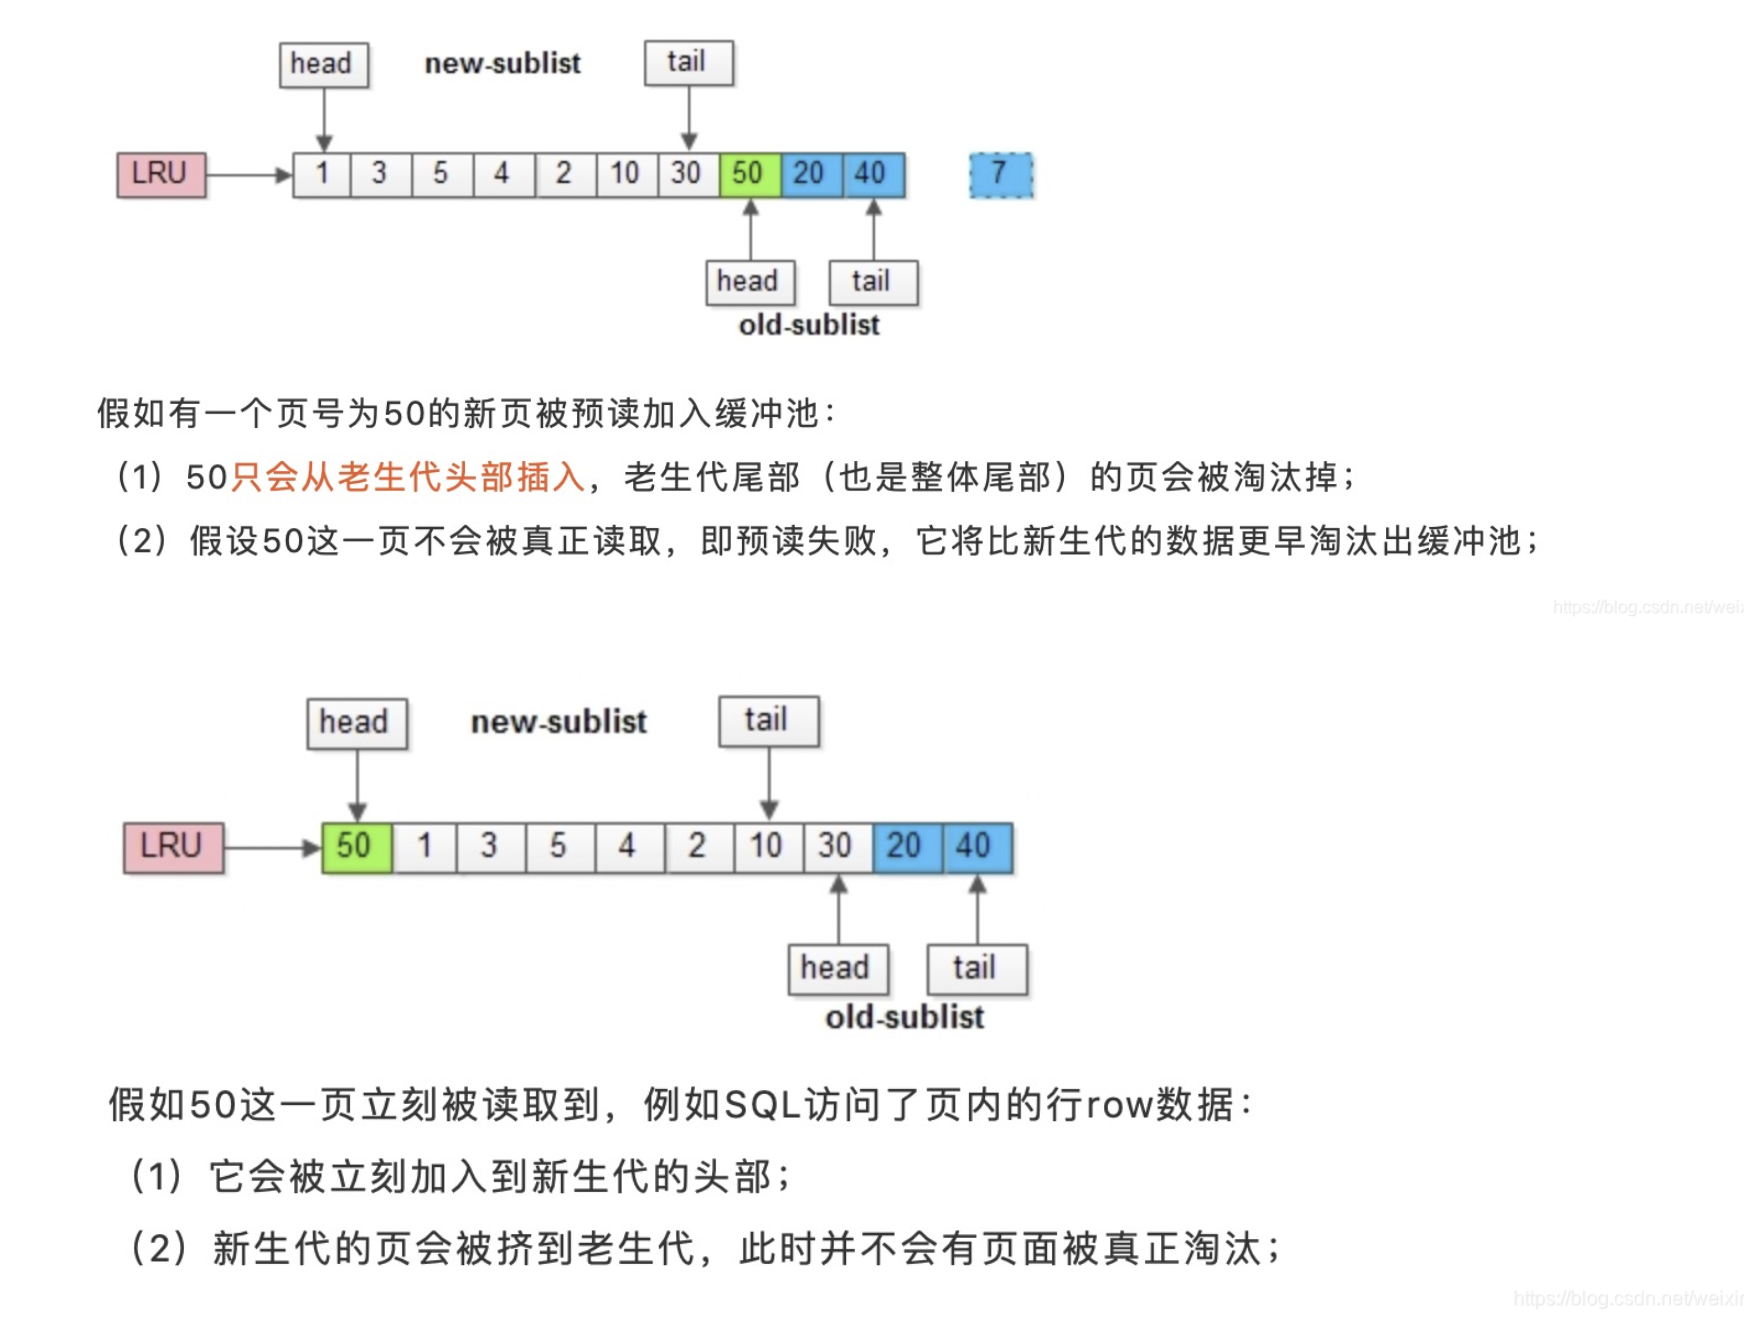 head new-sublist tail
LRU 1 3 5 4 2 10 30 50 20 40 7
head tail
old-sublist
假如有一个页号为50的新页被预读加入缓冲池：
（1）50只会从老生代头部插入，老生代尾部（也是整体尾部）的页会被淘汰掉；
（2）假设50这一页不会被真正读取，即预读失败，它将比新生代的数据更早淘汰出缓冲池；
https://blog.csdn.net/weix
head new-sublist tail
LRU 50 1 3 5 4 2 10 30 20 40
head tail
old-sublist
假如50这一页立刻被读取到，例如SQL访问了页内的行row数据：
（1）它会被立刻加入到新生代的头部；
（2）新生代的页会被挤到老生代，此时并不会有页面被真正淘汰；
https://blog.csdn.net/weixin